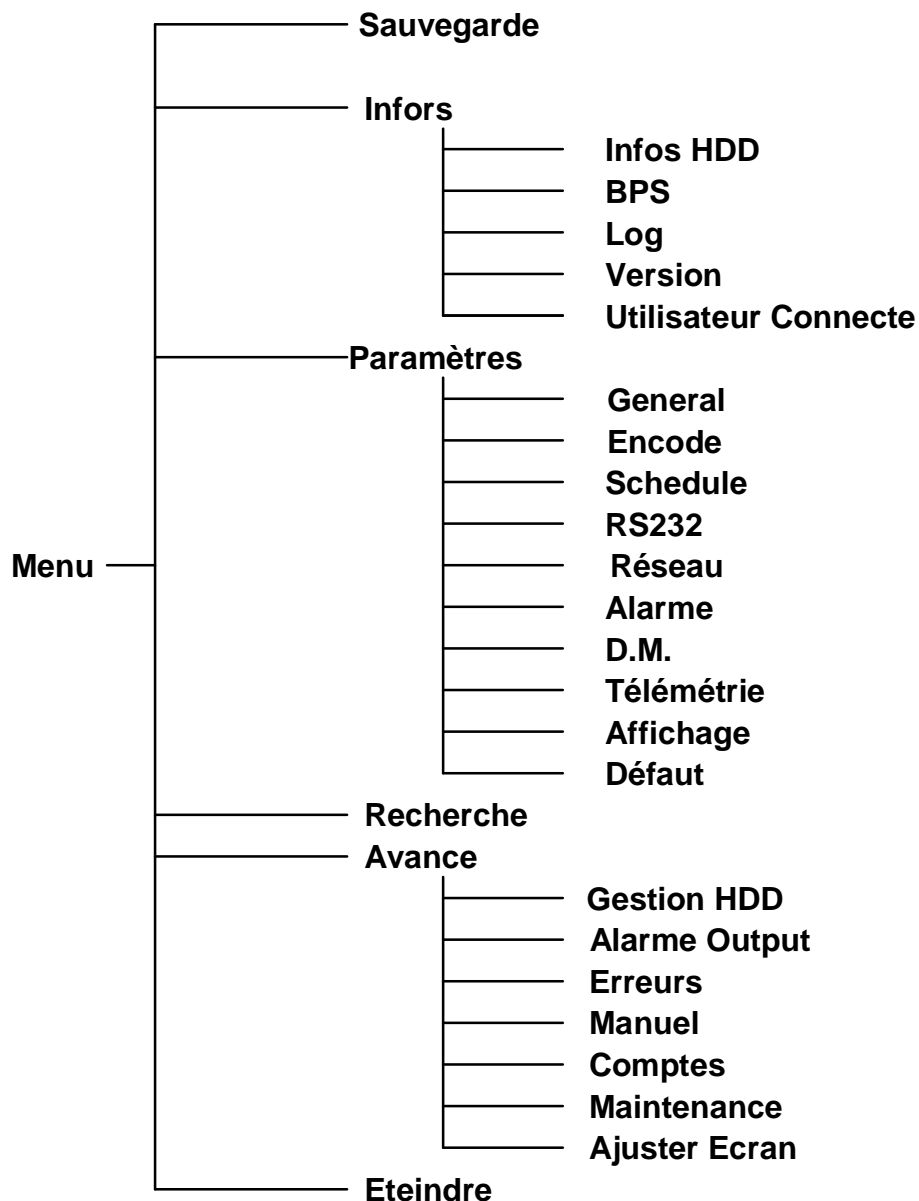 Sauvegarde
Infors
Infos HDD
BPS
Log
Version
Utilisateur Connecte
Paramètres
General
Encode
Schedule
RS232
Menu
Réseau
Alarme
D.M.
Télémétrie
Affichage
Défaut
Recherche
Avance
Gestion HDD
Alarme Output
Erreurs
Manuel
Comptes
Maintenance
Ajuster Ecran
Eteindre